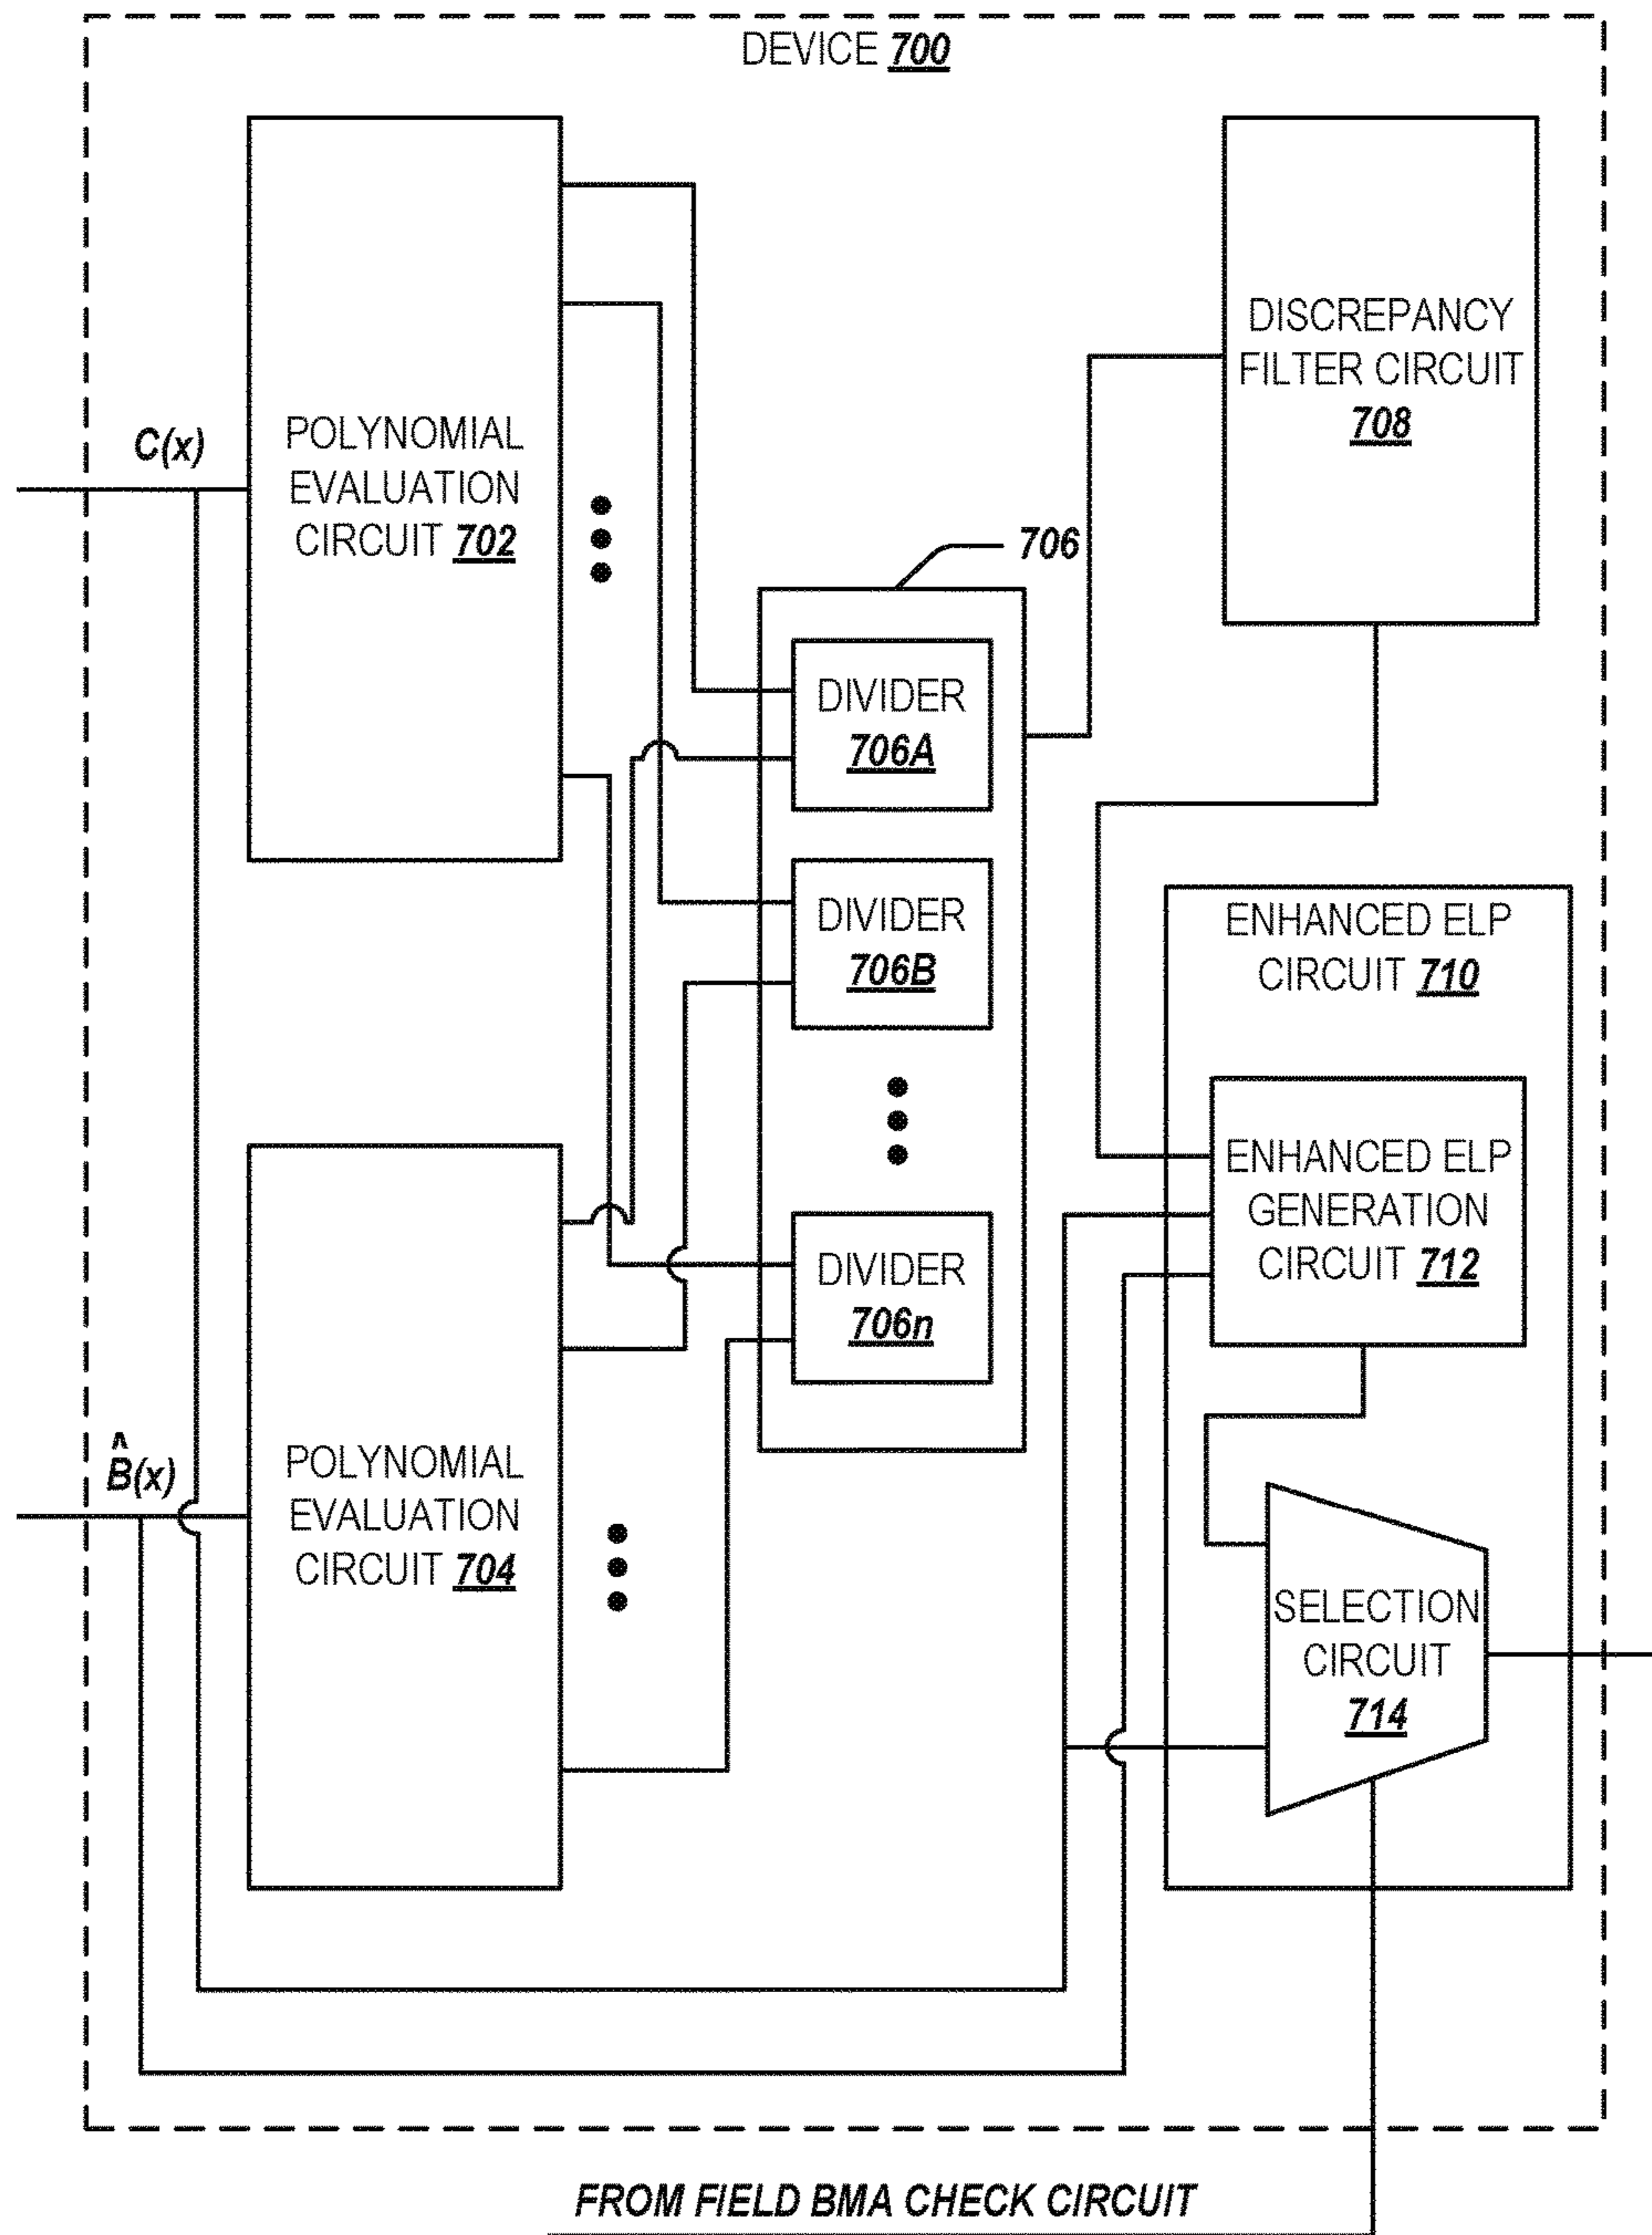 DEVICE 700
C(x)
POLYNOMIAL
EVALUATION
CIRCUIT 702
DISCREPANCY
FILTER CIRCUIT
708
706
DIVIDER
706A
DIVIDER
706B
DIVIDER
706n
ENHANCED ELP
CIRCUIT 710
ENHANCED ELP
GENERATION
CIRCUIT 712
B̂(x)
POLYNOMIAL
EVALUATION
CIRCUIT 704
SELECTION
CIRCUIT
714
FROM FIELD BMA CHECK CIRCUIT